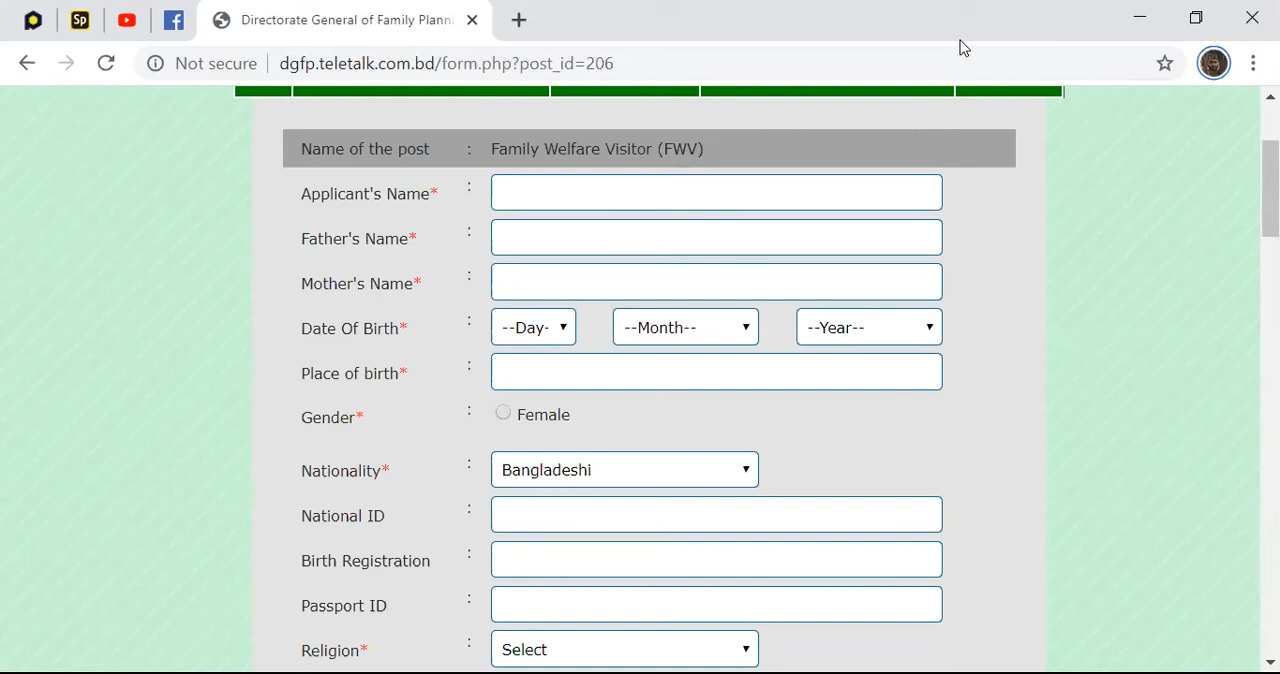 Sp Directorate General of Family Planni
Not secure dgfp.teletalk.com.bd/form.php?post_id=206
Name of the post : Family Welfare Visitor (FWV)
Applicant's Name* :
Father's Name* :
Mother's Name* :
Date Of Birth* : --Day- --Month-- --Year--
Place of birth* :
Gender* : Female
Nationality* : Bangladeshi
National ID :
Birth Registration :
Passport ID :
Religion* : Select